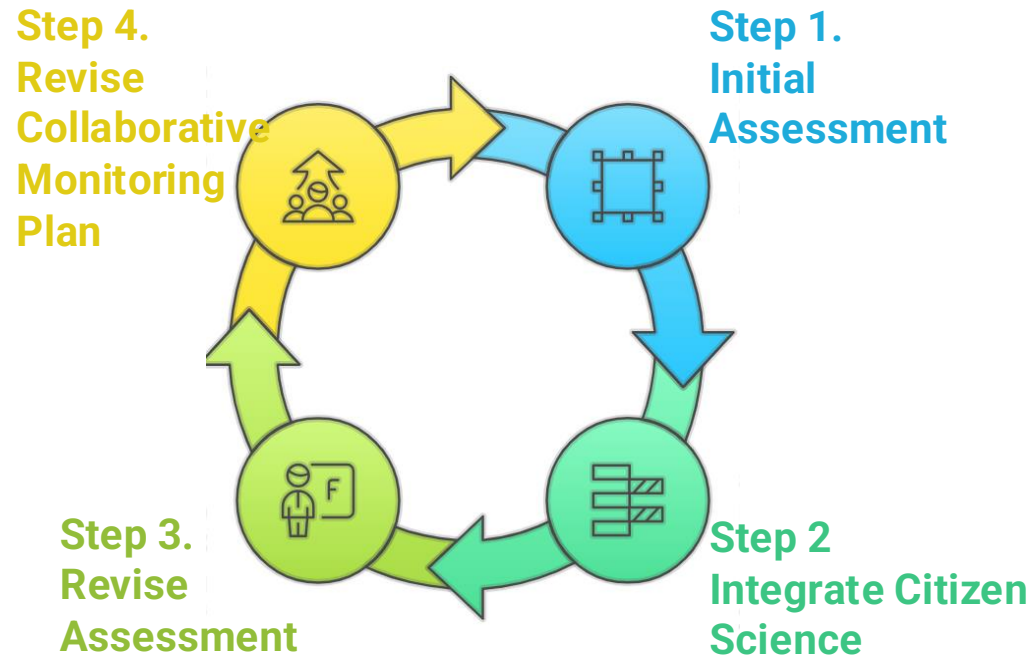 Step 1.
Initial
Assessment
Step 2
Integrate Citizen
Science
Step 3.
Revise
Assessment
F
Step 4.
Revise
Collaborative
Monitoring
Plan